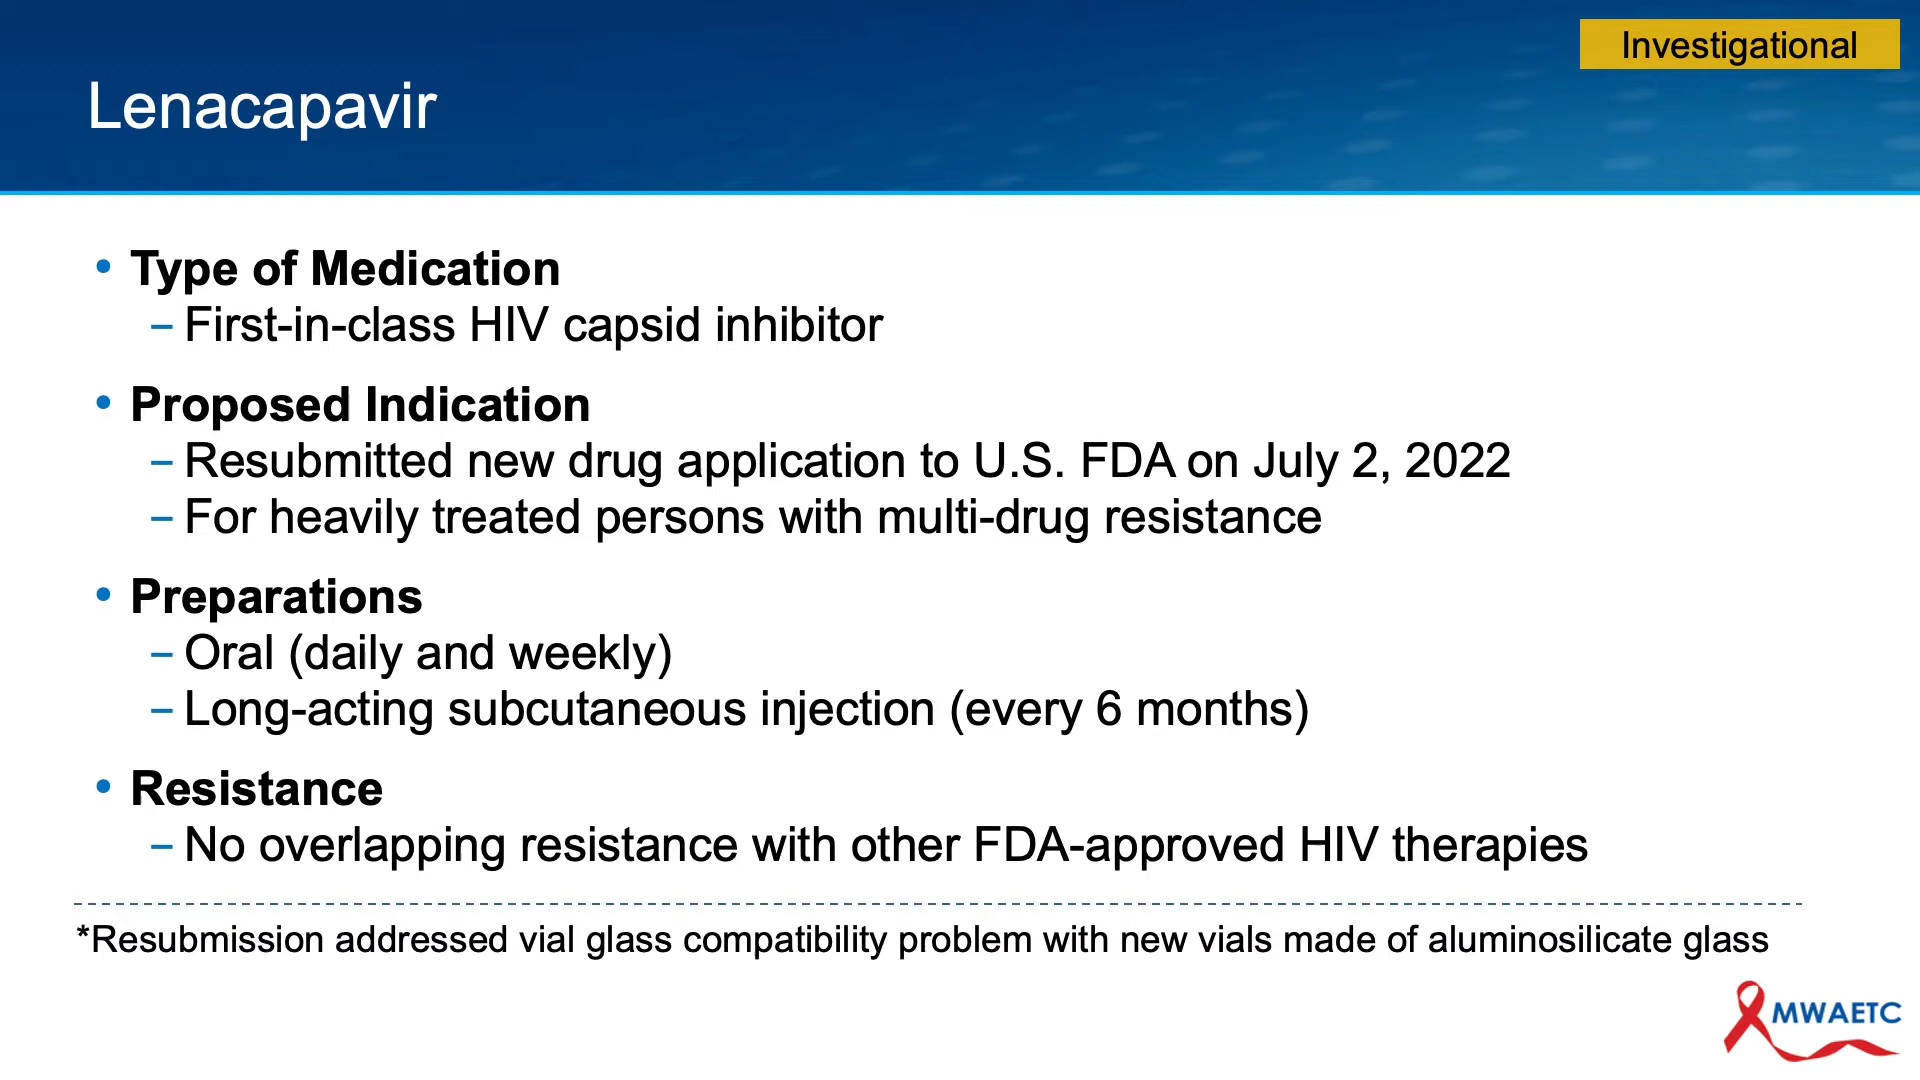 Investigational
Lenacapavir
• Type of Medication
– First-in-class HIV capsid inhibitor
• Proposed Indication
– Resubmitted new drug application to U.S. FDA on July 2, 2022
– For heavily treated persons with multi-drug resistance
• Preparations
– Oral (daily and weekly)
– Long-acting subcutaneous injection (every 6 months)
• Resistance
– No overlapping resistance with other FDA-approved HIV therapies
*Resubmission addressed vial glass compatibility problem with new vials made of aluminosilicate glass
MWAETC